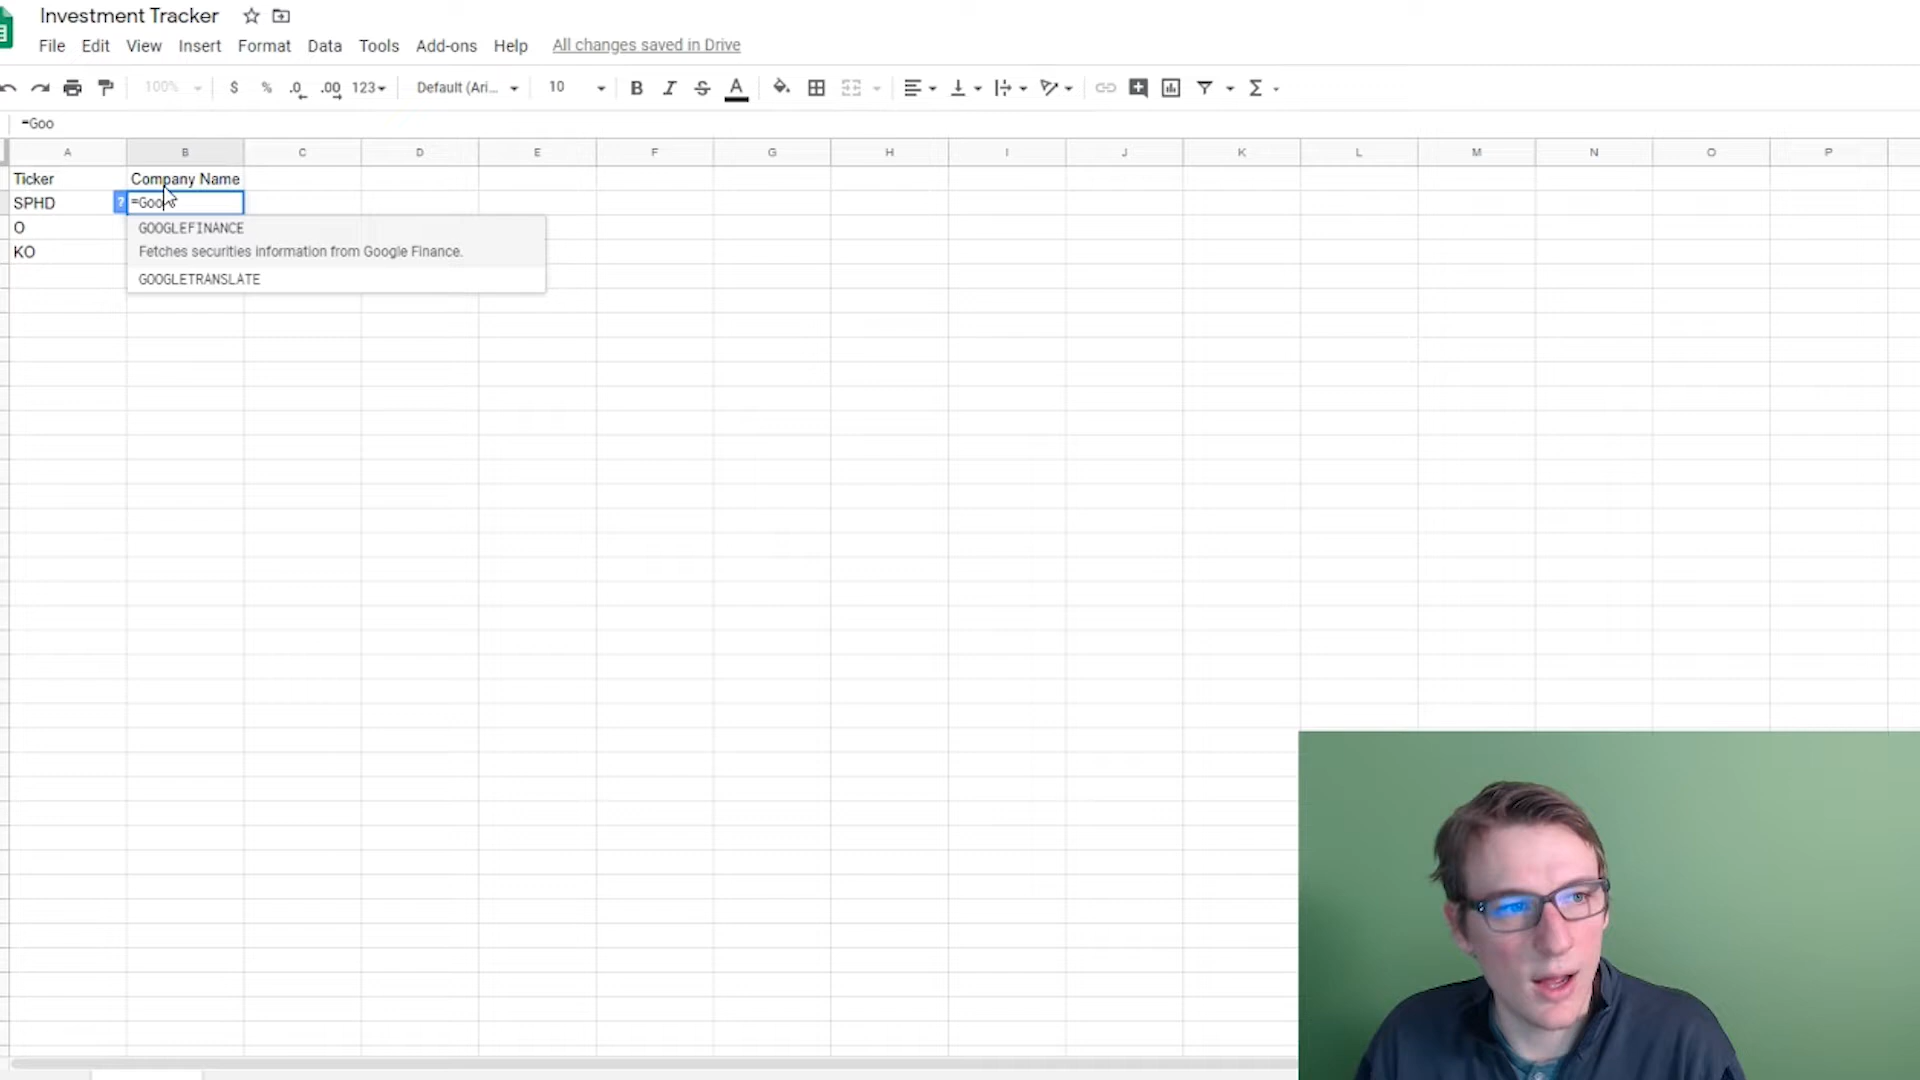 Investment Tracker
File Edit View Insert Format Data Tools Add-ons Help All changes saved in Drive
100% $ % .0 .00 123 Default (Ari... 10 B I S A Σ
=Goo
A B C D E F G H I J K L M N O P
Ticker Company Name
SPHD ? =Goo
O GOOGLEFINANCE
KO Fetches securities information from Google Finance.
GOOGLETRANSLATE